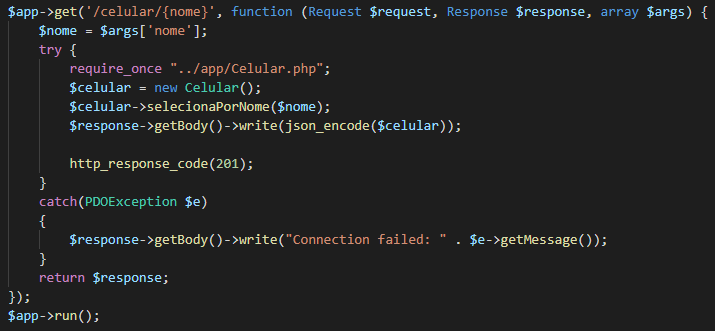 $app->get('/celular/{nome}', function (Request $request, Response $response, array $args) {
    $nome = $args['nome'];
    try {
        require_once "../app/Celular.php";
        $celular = new Celular();
        $celular->selecionaPorNome($nome);
        $response->getBody()->write(json_encode($celular));

        http_response_code(201);
    }
    catch(PDOException $e)
    {
        $response->getBody()->write("Connection failed: " . $e->getMessage());
    }
    return $response;
});
$app->run();